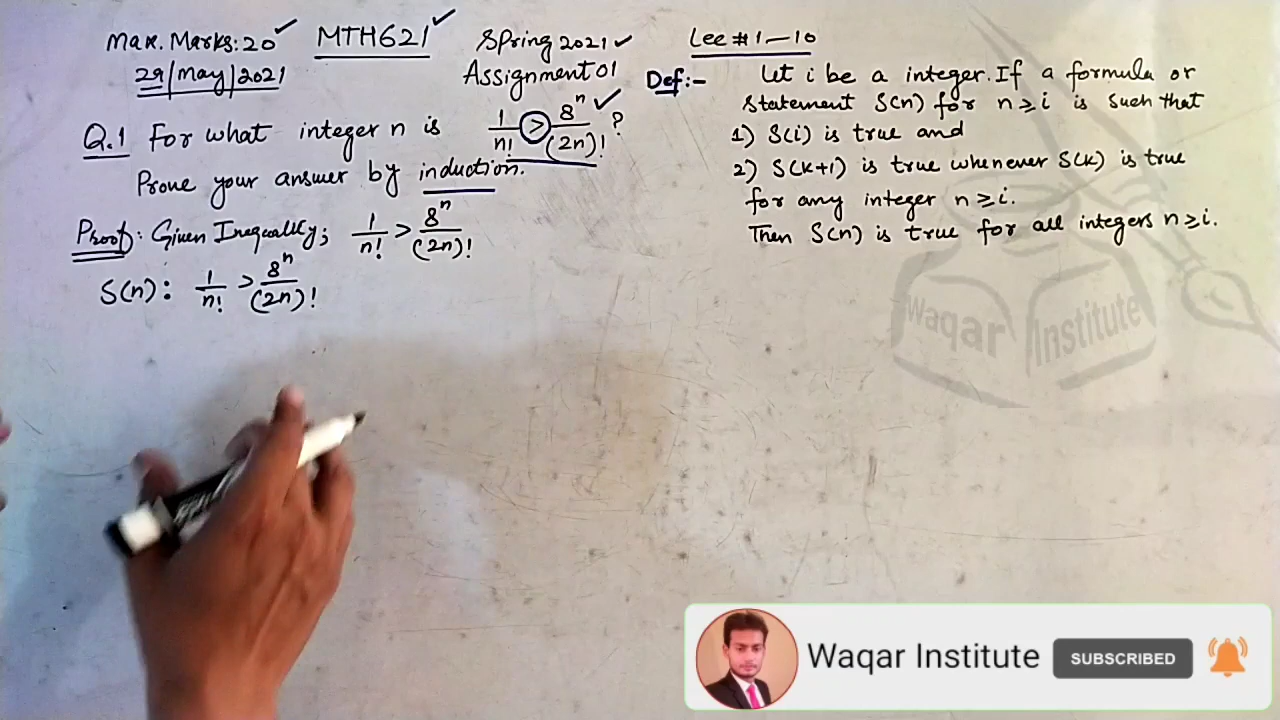 Max. Marks: 20 ✓ MTH621 ✓ Spring 2021 ✓
29/May/2021 Assignment 01
Q.1 For what integer n is 1/n! > 8^n/(2n)! ✓ ?
Prove your answer by induction.
Proof: Given Inequality; 1/n! > 8^n/(2n)!
S(n): 1/n! > 8^n/(2n)!
Lec # 1-10
Def:- Let i be a integer. If a formula or
statement S(n) for n ≥ i is such that
1) S(i) is true and
2) S(k+1) is true whenever S(k) is true
for any integer n ≥ i.
Then S(n) is true for all integers n ≥ i.
Waqar Institute
Waqar Institute SUBSCRIBED